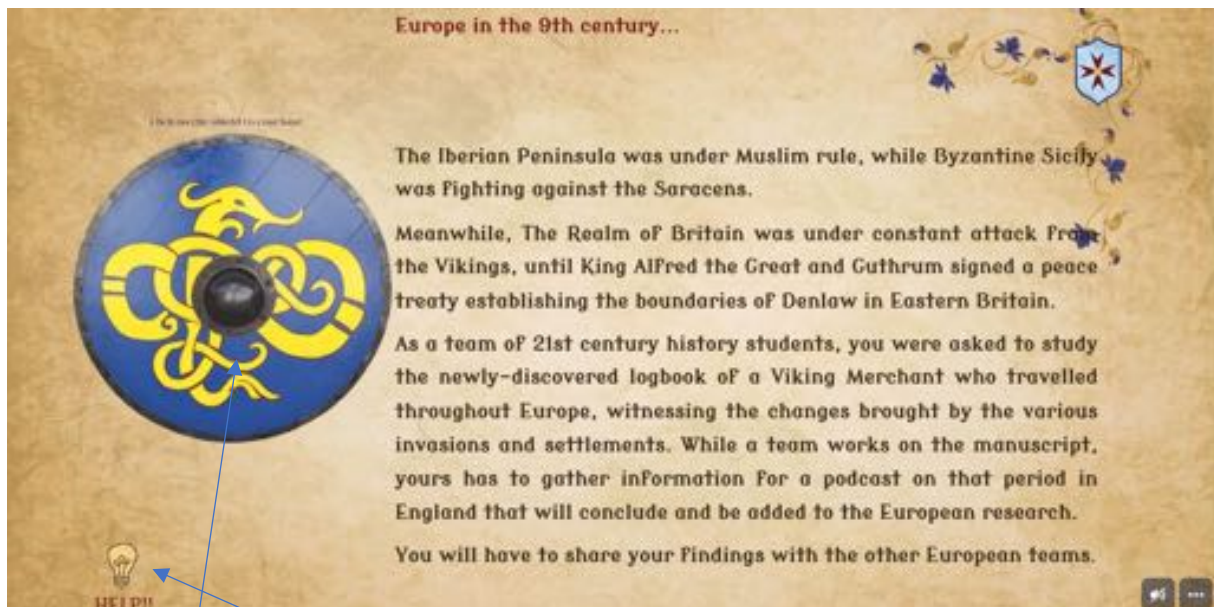 Europe in the 9th century...
The Iberian Peninsula was under Muslim rule, while Byzantine Sicily
was fighting against the Saracens.
Meanwhile, The Realm of Britain was under constant attack from
the Vikings, until King Alfred the Great and Guthrum signed a peace
treaty establishing the boundaries of Denlaw in Eastern Britain.
As a team of 21st century history students, you were asked to study
the newly-discovered logbook of a Viking Merchant who travelled
throughout Europe, witnessing the changes brought by the various
invasions and settlements. While a team works on the manuscript,
yours has to gather information for a podcast on that period in
England that will conclude and be added to the European research.
You will have to share your findings with the other European teams.
HELP!!